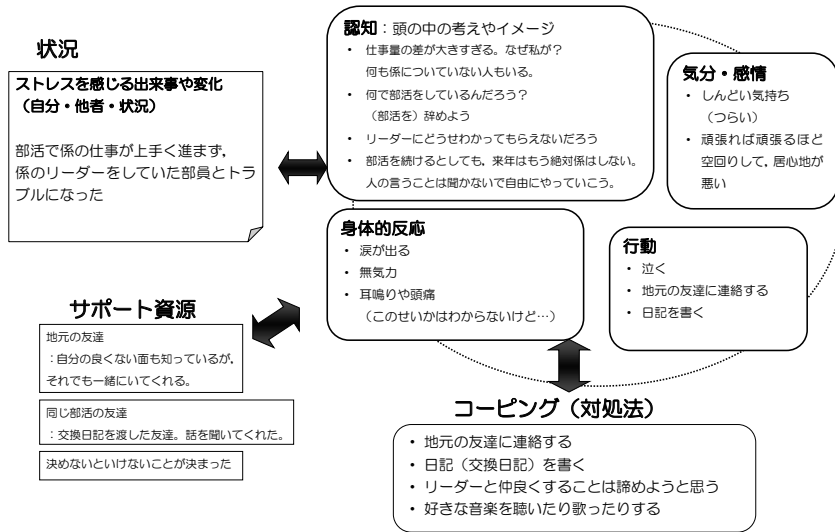 状況
ストレスを感じる出来事や変化
（自分・他者・状況）
部活で係の仕事が上手く進まず，
係のリーダーをしていた部員とトラ
ブルになった
認知：頭の中の考えやイメージ
・ 仕事量の差が大きすぎる。なぜ私が？
何も係についていない人もいる。
・ 何で部活をしているんだろう？
（部活を）辞めよう
・ リーダーにどうせわかってもらえないだろう
・ 部活を続けるとしても、来年はもう絶対係はしない。
人の言うことは聞かないで自由にやっていこう。
気分・感情
・ しんどい気持ち
（つらい）
・ 頑張れば頑張るほど
空回りして，居心地が
悪い
身体的反応
・ 涙が出る
・ 無気力
・ 耳鳴りや頭痛
（このせいかはわからないけど…）
行動
・ 泣く
・ 地元の友達に連絡する
・ 日記を書く
サポート資源
地元の友達
：自分の良くない面も知っているが，
それでも一緒にいてくれる。
同じ部活の友達
：交換日記を渡した友達。話を聞いてくれた。
決めないといけないことが決まった
コーピング（対処法）
・ 地元の友達に連絡する
・ 日記（交換日記）を書く
・ リーダーと仲良くすることは諦めようと思う
・ 好きな音楽を聴いたり歌ったりする